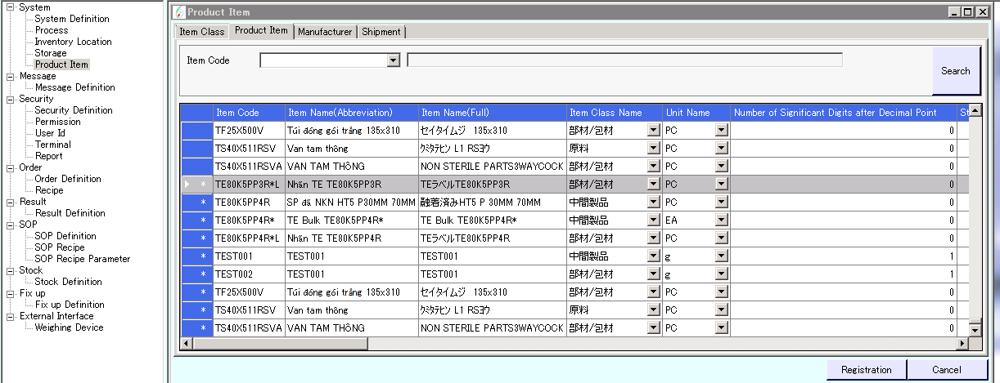 System
System Definition
Process
Inventory Location
Storage
Product Item
Message
Message Definition
Security
Security Definition
Permission
User Id
Terminal
Report
Order
Order Definition
Recipe
Result
Result Definition
SOP
SOP Definition
SOP Recipe
SOP Recipe Parameter
Stock
Stock Definition
Fix up
Fix up Definition
External Interface
Weighing Device
Product Item
Item Class Product Item Manufacturer Shipment
Item Code
Search
Item Code Item Name(Abbreviation) Item Name(Full) Item Class Name Unit Name Number of Significant Digits after Decimal Point St
TF25X500V Túi đóng gói trắng 135x310 セイタイムジ 135x310 部材/包材 PC 0
TS40X511RSV Van tam thông ｸﾐﾀﾃﾋﾝ L1 RSﾖｳ 原料 PC 0
TS40X511RSVA VAN TAM THÔNG NON STERILE PARTS3WAYCOCK 部材/包材 PC 0
* TE80K5PP3R*L Nhãn TE TE80K5PP3R TEラベルTE80K5PP3R 部材/包材 PC 0
* TE80K5PP4R SP đã NKN HT5 P30MM 70MM 融着済みHT5 P 30MM 70MM 中間製品 PC 0
* TE80K5PP4R* TE Bulk TE80K5PP4R* TE Bulk TE80K5PP4R* 中間製品 EA 0
* TE80K5PP4R*L Nhãn TE TE80K5PP4R TEラベルTE80K5PP4R 部材/包材 PC 0
* TEST001 TEST001 TEST001 中間製品 g 1
* TEST002 TEST001 TEST001 部材/包材 g 1
* TF25X500V Túi đóng gói trắng 135x310 セイタイムジ 135x310 部材/包材 PC 0
* TS40X511RSV Van tam thông ｸﾐﾀﾃﾋﾝ L1 RSﾖｳ 原料 PC 0
* TS40X511RSVA VAN TAM THÔNG NON STERILE PARTS3WAYCOCK 部材/包材 PC 0
Registration Cancel